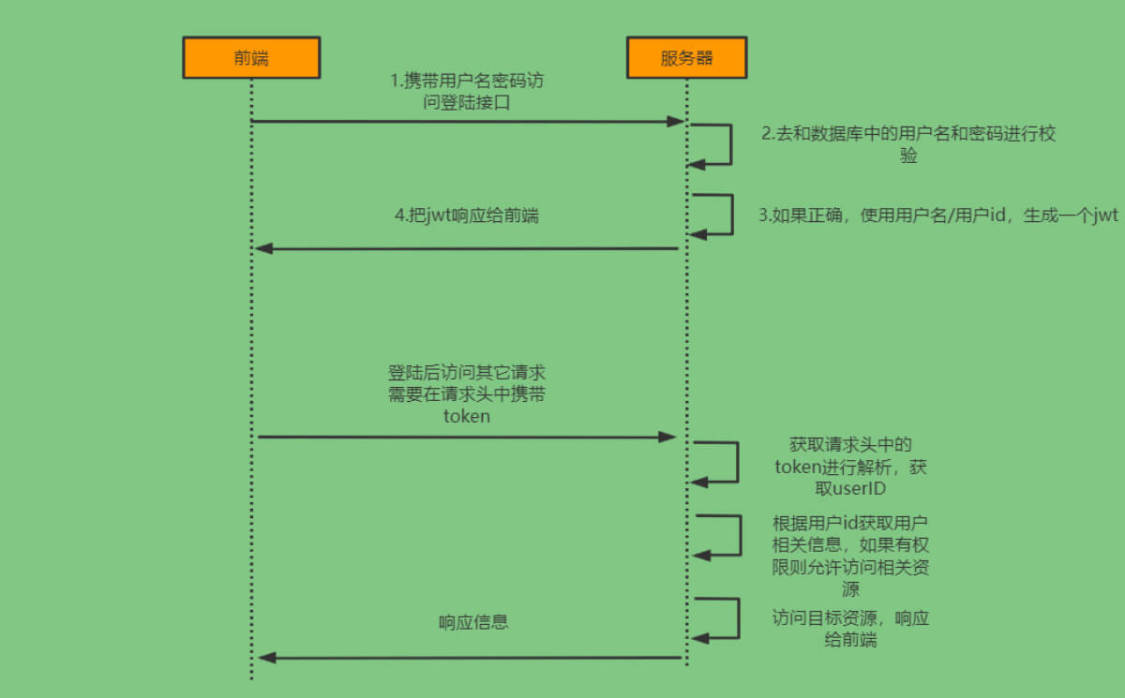 前端
服务器
1.携带用户名密码访
问登陆接口
2.去和数据库中的用户名和密码进行校
验
3.如果正确，使用用户名/用户id，生成一个jwt
4.把jwt响应给前端
登陆后访问其它请求
需要在请求头中携带
token
获取请求头中的
token进行解析，获
取userID
根据用户id获取用户
相关信息，如果有权
限则允许访问相关资
源
访问目标资源，响应
给前端
响应信息